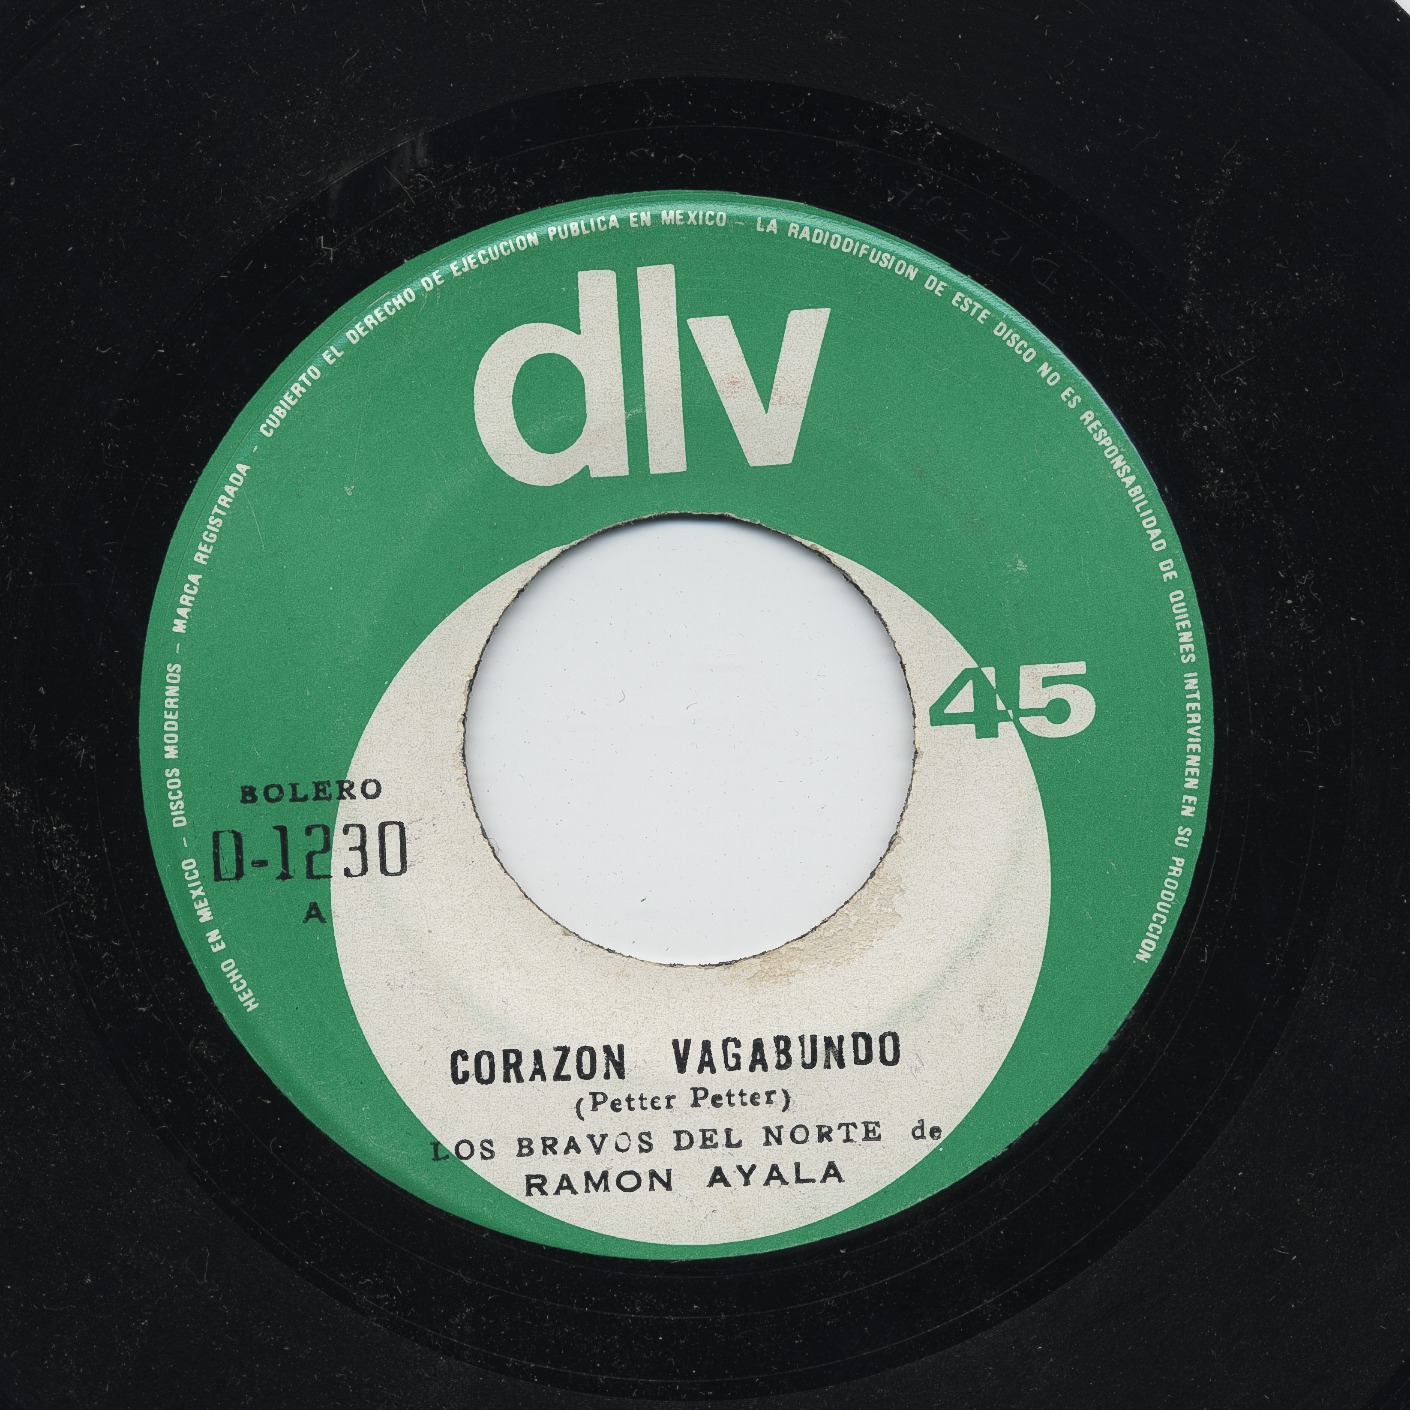 HECHO EN MEXICO - DISCOS MODERNOS - MARCA REGISTRADA - CUBIERTO EL DERECHO DE EJECUCION PUBLICA EN MEXICO - LA RADIODIFUSION DE ESTE DISCO NO ES RESPONSABILIDAD DE QUIENES INTERVIENEN EN SU PRODUCCION.
dlv
45
BOLERO
D-1230
A
CORAZON VAGABUNDO
(Petter Petter)
LOS BRAVOS DEL NORTE de
RAMON AYALA